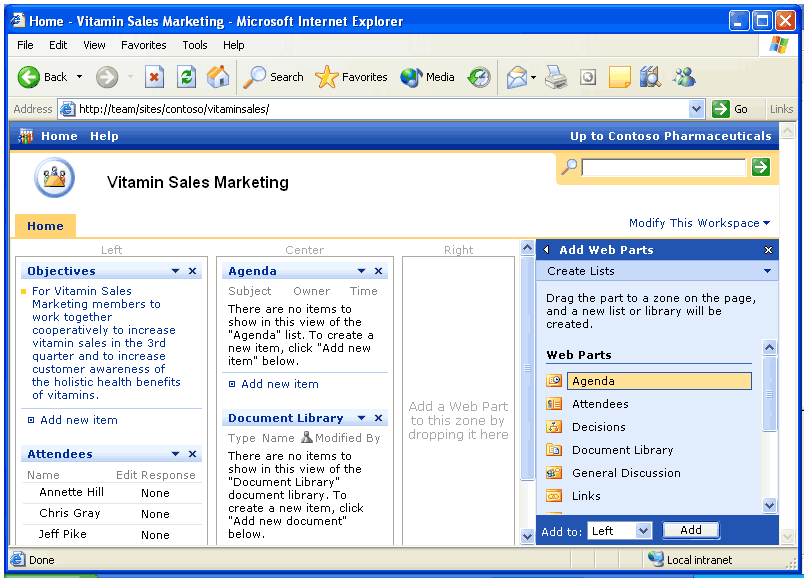 Home - Vitamin Sales Marketing - Microsoft Internet Explorer
File Edit View Favorites Tools Help
Back Search Favorites Media
Address http://team/sites/contoso/vitaminsales/ Go Links
Home Help Up to Contoso Pharmaceuticals
Vitamin Sales Marketing
Home
Modify This Workspace
Left
Objectives
For Vitamin Sales
Marketing members to
work together
cooperatively to increase
vitamin sales in the 3rd
quarter and to increase
customer awareness of
the holistic health benefits
of vitamins.
Add new item
Attendees
Name Edit Response
Annette Hill None
Chris Gray None
Jeff Pike None
Center
Agenda
Subject Owner Time
There are no items to
show in this view of the
"Agenda" list. To create a
new item, click "Add new
item" below.
Add new item
Document Library
Type Name Modified By
There are no items to
show in this view of the
"Document Library"
document library. To
create a new item, click
"Add new document"
below.
Right
Add a Web Part
to this zone by
dropping it here
Add Web Parts
Create Lists
Drag the part to a zone on the page,
and a new list or library will be
created.
Web Parts
Agenda
Attendees
Decisions
Document Library
General Discussion
Links
Add to: Left Add
Done Local intranet